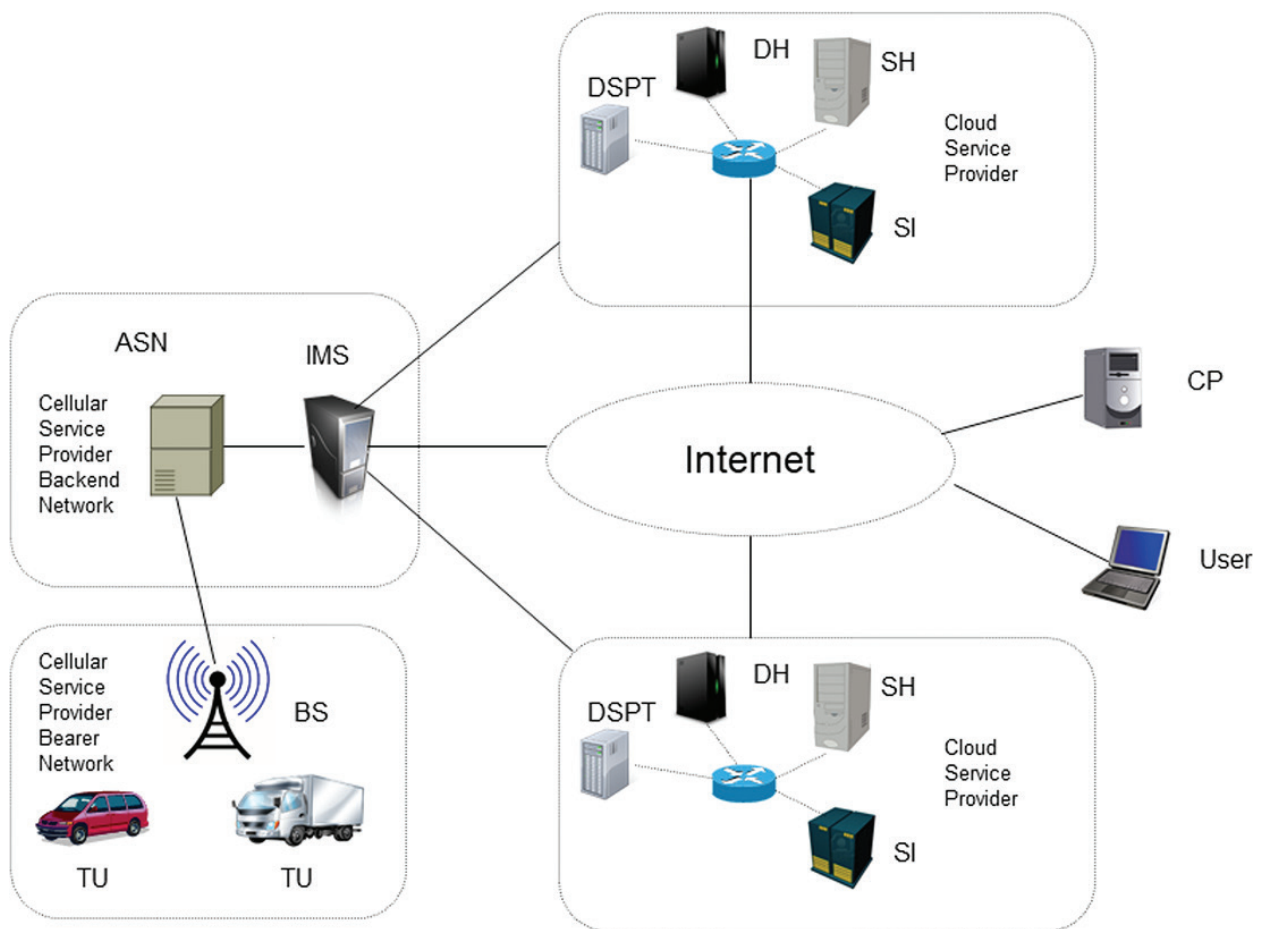 DH
SH
DSPT
Cloud
Service
Provider
SI
ASN
IMS
Cellular
Service
Provider
Backend
Network
Internet
CP
User
Cellular
Service
Provider
Bearer
Network
BS
TU
TU
DH
SH
DSPT
Cloud
Service
Provider
SI